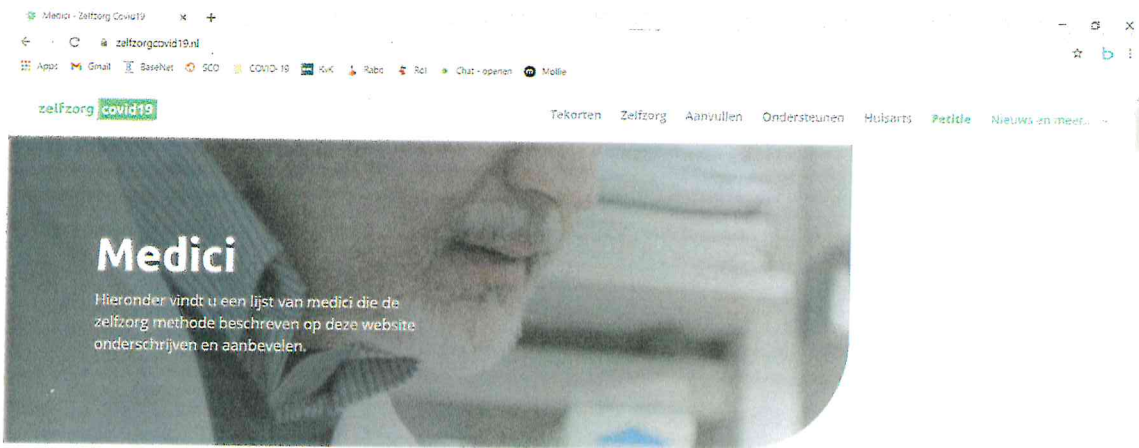 Medici - Zelfzorg Covid19
zelfzorgcovid19.nl
Apps Gmail BaseNet SCO COVID-19 KvK Rabo Chat - openen Mollie
zelfzorg covid19
Tekorten Zelfzorg Aanvullen Ondersteunen Huisarts Petitie Nieuws en meer...
Medici
Hieronder vindt u een lijst van medici die de
zelfzorg methode beschreven op deze website
onderschrijven en aanbevelen.